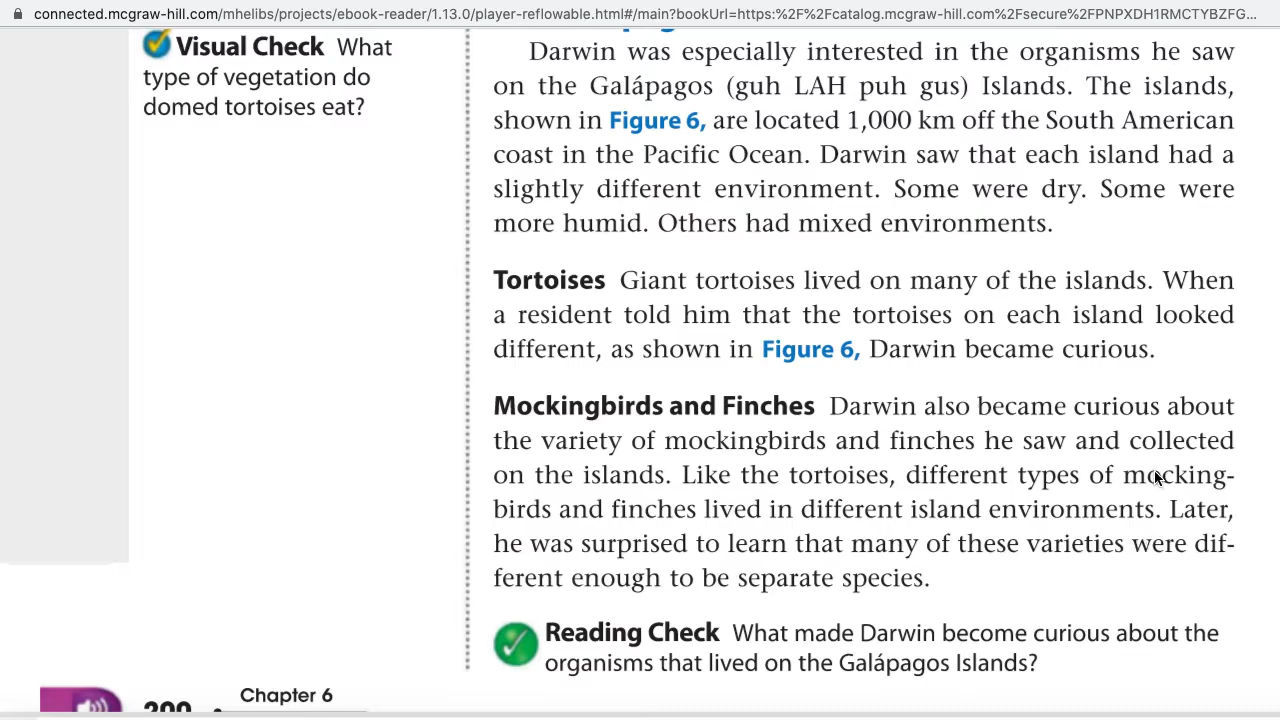 connected.mcgraw-hill.com/mhelibs/projects/ebook-reader/1.13.0/player-reflowable.html#/main?bookUrl=https:%2F%2Fcatalog.mcgraw-hill.com%2Fsecure%2FPNPXDH1RMCTYBZFG...
Visual Check What
type of vegetation do
domed tortoises eat?
Darwin was especially interested in the organisms he saw
on the Galápagos (guh LAH puh gus) Islands. The islands,
shown in Figure 6, are located 1,000 km off the South American
coast in the Pacific Ocean. Darwin saw that each island had a
slightly different environment. Some were dry. Some were
more humid. Others had mixed environments.
Tortoises Giant tortoises lived on many of the islands. When
a resident told him that the tortoises on each island looked
different, as shown in Figure 6, Darwin became curious.
Mockingbirds and Finches Darwin also became curious about
the variety of mockingbirds and finches he saw and collected
on the islands. Like the tortoises, different types of mocking-
birds and finches lived in different island environments. Later,
he was surprised to learn that many of these varieties were dif-
ferent enough to be separate species.
Reading Check What made Darwin become curious about the
organisms that lived on the Galápagos Islands?
Chapter 6